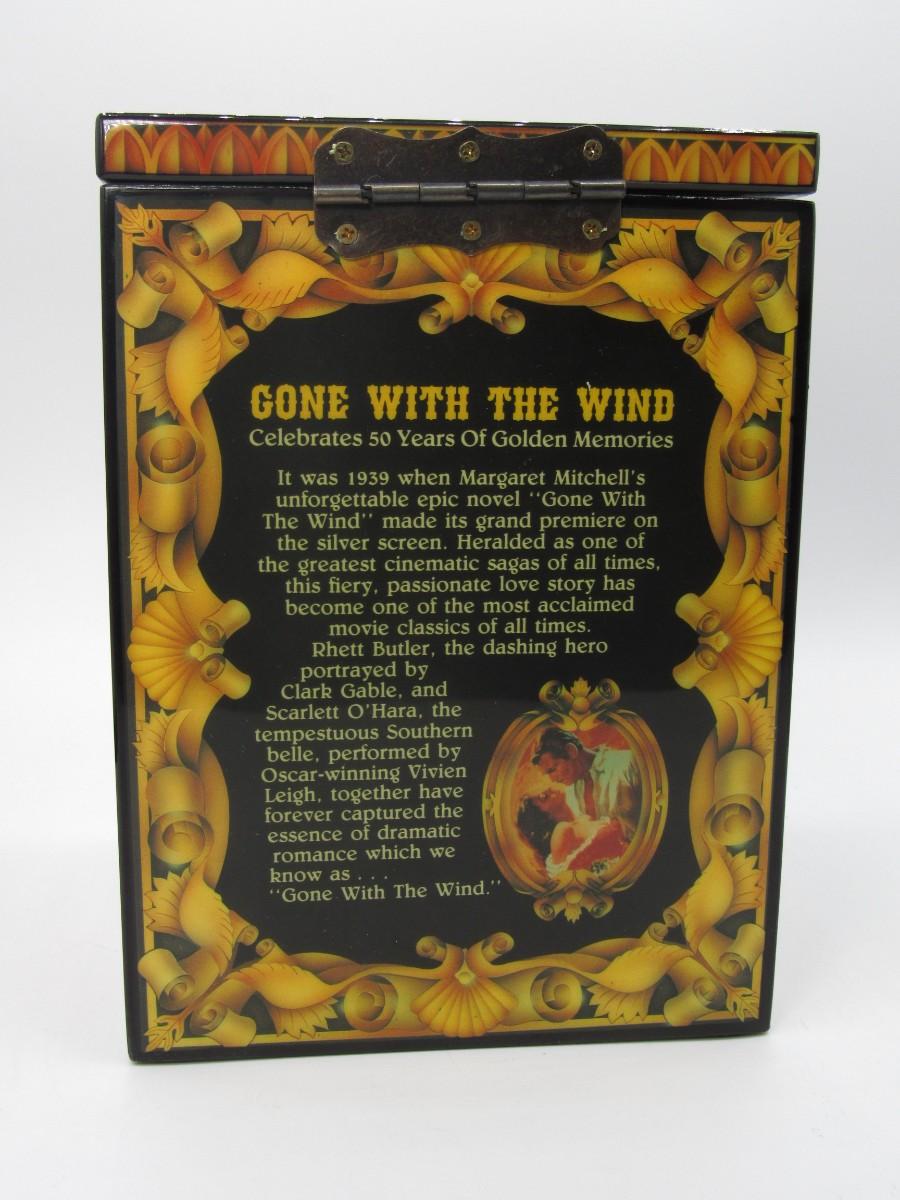 GONE WITH THE WIND
Celebrates 50 Years Of Golden Memories
It was 1939 when Margaret Mitchell's
unforgettable epic novel "Gone With
The Wind" made its grand premiere on
the silver screen. Heralded as one of
the greatest cinematic sagas of all times,
this fiery, passionate love story has
become one of the most acclaimed
movie classics of all times.
Rhett Butler, the dashing hero
portrayed by
Clark Gable, and
Scarlett O'Hara, the
tempestuous Southern
belle, performed by
Oscar-winning Vivien
Leigh, together have
forever captured the
essence of dramatic
romance which we
know as . . .
"Gone With The Wind."